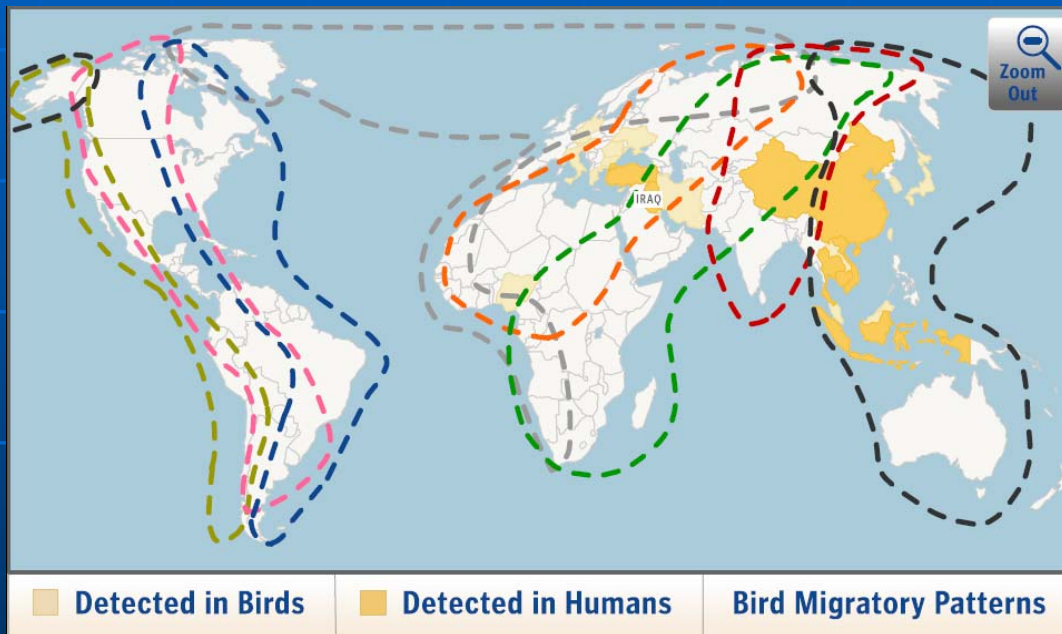 Zoom
Out
IRAQ
Detected in Birds
Detected in Humans
Bird Migratory Patterns